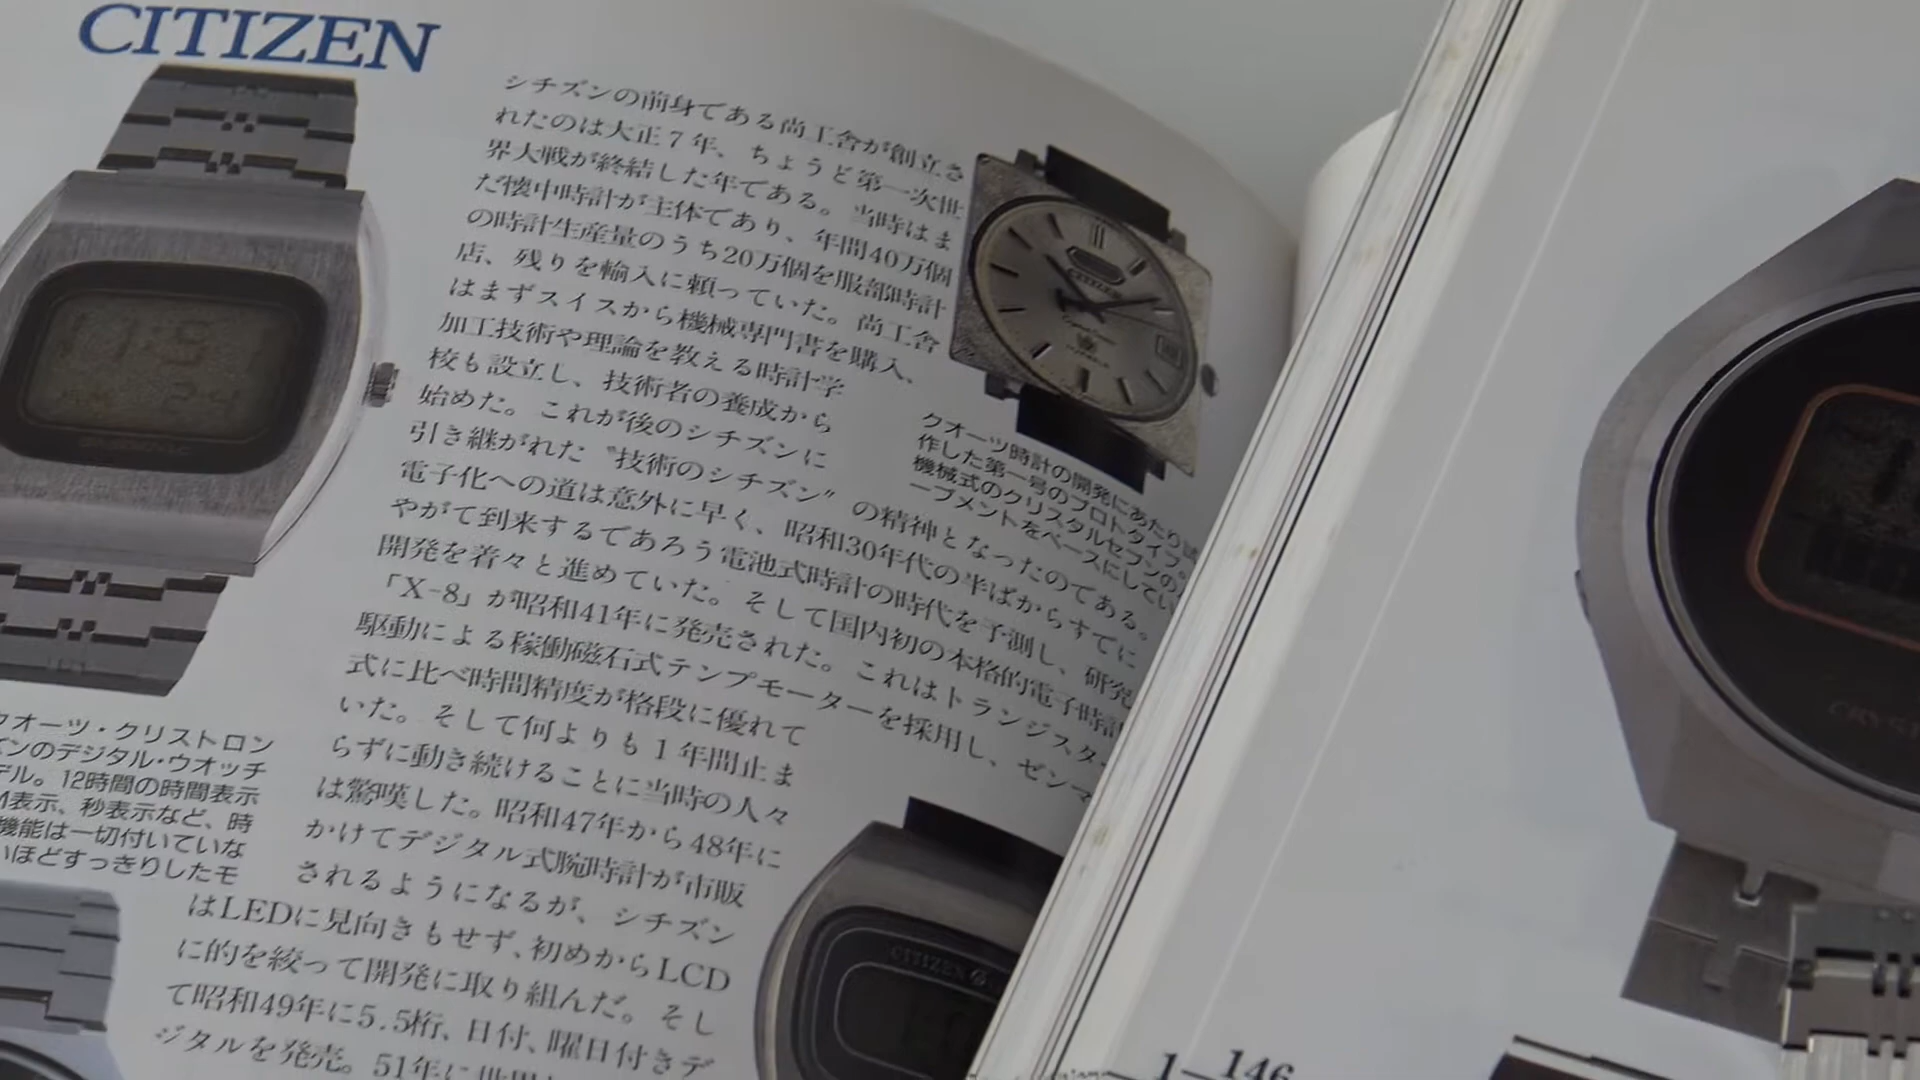 CITIZEN
シチズンの前身である尚工舎が創立さ
れたのは大正7年、ちょうど第一次世
界大戦が終結した年である。当時はま
だ懐中時計が主体であり、年間40万個
の時計生産量のうち20万個を服部時計
店、残りを輸入に頼っていた。尚工舎
はまずスイスから機械専門書を購入、
加工技術や理論を教える時計学
校も設立し、技術者の養成から
始めた。これが後のシチズンに
引き継がれた〝技術のシチズン〟の精神となったのである。
電子化への道は意外に早く、昭和30年代の半ばからすでに
やがて到来するであろう電池式時計の時代を予測し、研究
開発を着々と進めていた。そして国内初の本格的電子時計
「X-8」が昭和41年に発売された。これはトランジスター
駆動による稼働磁石式テンプモーターを採用し、ゼンマ
式に比べ時間精度が格段に優れて
いた。そして何よりも1年間止ま
らずに動き続けることに当時の人々
は驚嘆した。昭和47年から48年に
かけてデジタル式腕時計が市販
されるようになるが、シチズン
はLEDに見向きもせず、初めからLCD
に的を絞って開発に取り組んだ。そし
て昭和49年に5.5桁、日付、曜日付きデ
ジタルを発売。51年に
CITIZEN
クオーツ時計の開発にあたり試
作した第一号のプロトタイプ。
機械式のクリスタルセブンの
ーブメントをベースにしてい
クオーツ・クリストロン
ズンのデジタル・ウオッチ
デル。12時間の時間表示
M表示、秒表示など、時
機能は一切付いていな
いほどすっきりしたモ
CITIZEN
1-146